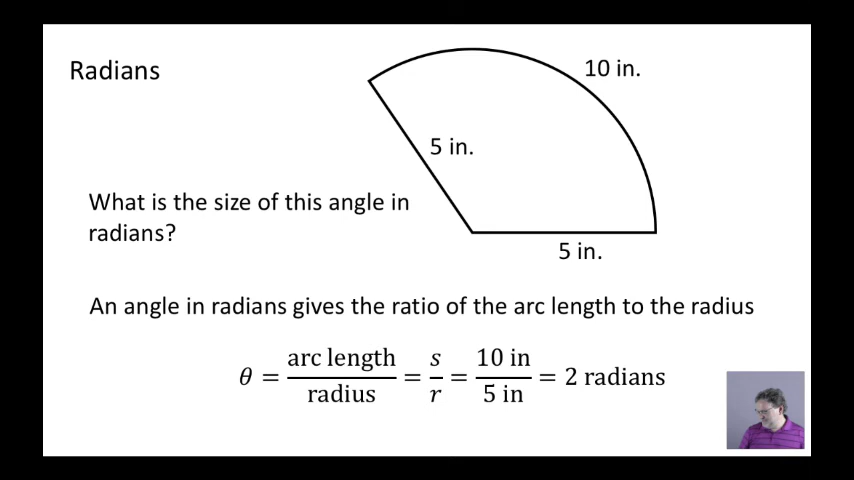 Radians
10 in.
5 in.
What is the size of this angle in
radians?
5 in.
An angle in radians gives the ratio of the arc length to the radius
θ = arc length / radius = s / r = 10 in / 5 in = 2 radians